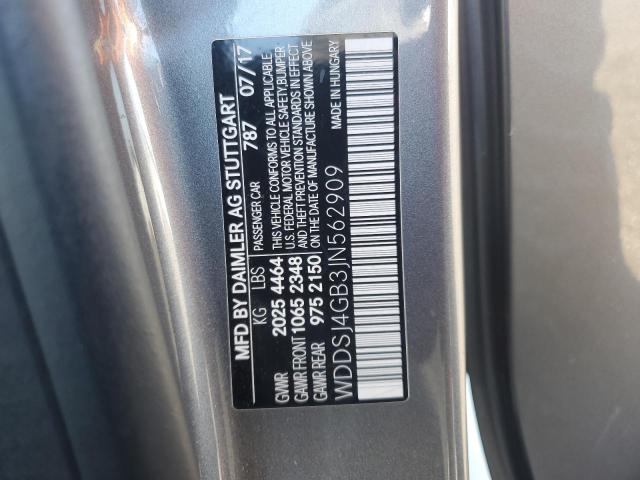 MFD BY DAIMLER AG STUTTGART
787 07/17
KG LBS PASSENGER CAR
GVWR 2025 4464 THIS VEHICLE CONFORMS TO ALL APPLICABLE
U.S. FEDERAL MOTOR VEHICLE SAFETY,BUMPER
GAWR FRONT 1065 2348 AND THEFT PREVENTION STANDARDS IN EFFECT
GAWR REAR 975 2150 ON THE DATE OF MANUFACTURE SHOWN ABOVE
MADE IN HUNGARY
WDDSJ4GB3JN562909